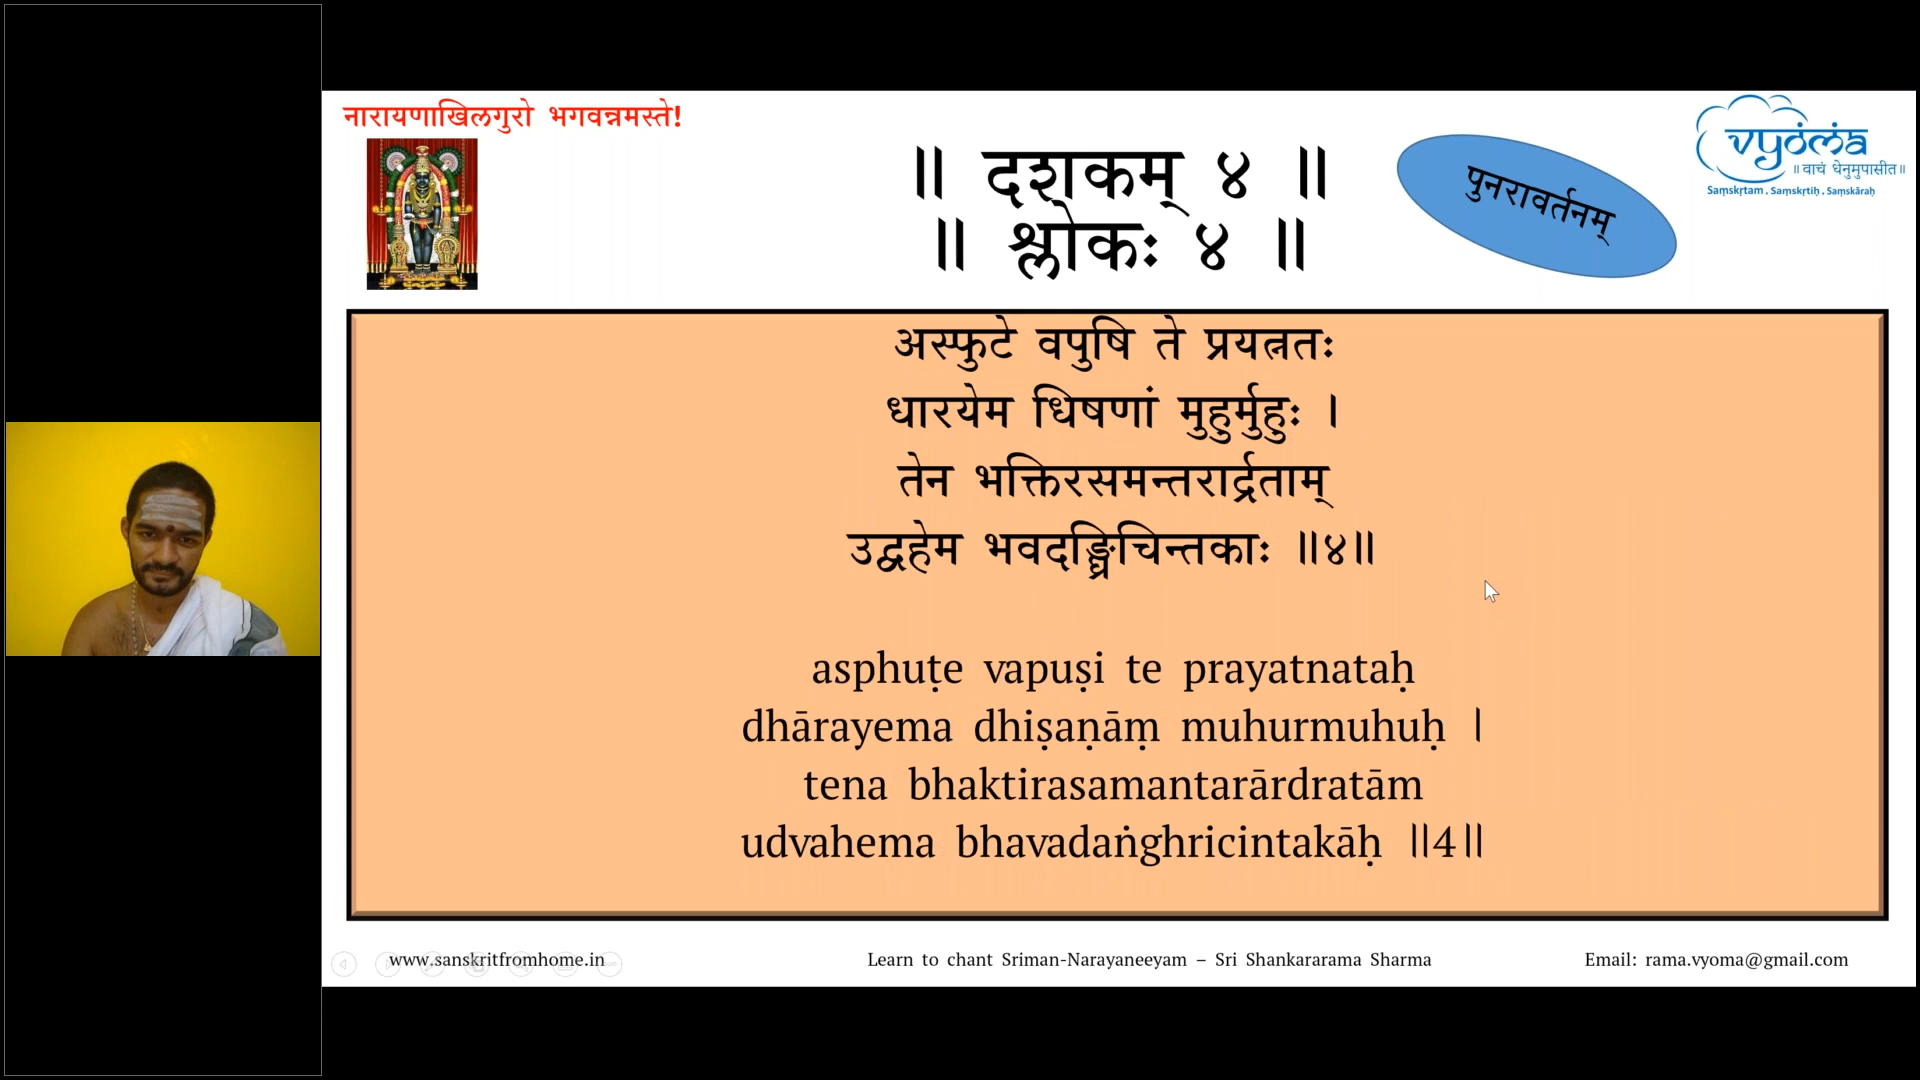 नारायणाखिलगुरो भगवन्नमस्ते!
॥ दशकम् ४ ॥
॥ श्लोकः ४ ॥
पुनरावर्तनम्
vyoma
॥ वाचं धेनुमुपासीत॥
Saṃskṛtam . Saṃskṛtiḥ , Saṃskāraḥ
अस्फुटे वपुषि ते प्रयत्नतः
धारयेम धिषणां मुहुर्मुहुः ।
तेन भक्तिरसमन्तरार्द्रताम्
उद्वहेम भवदङ्घ्रिचिन्तकाः ॥४॥
asphuṭe vapuṣi te prayatnataḥ
dhārayema dhiṣaṇāṃ muhurmuhuḥ ।
tena bhaktirasamantarārdratām
udvahema bhavadaṅghricintakāḥ ॥4॥
www.sanskritfromhome.in
Learn to chant Sriman-Narayaneeyam – Sri Shankararama Sharma
Email: rama.vyoma@gmail.com